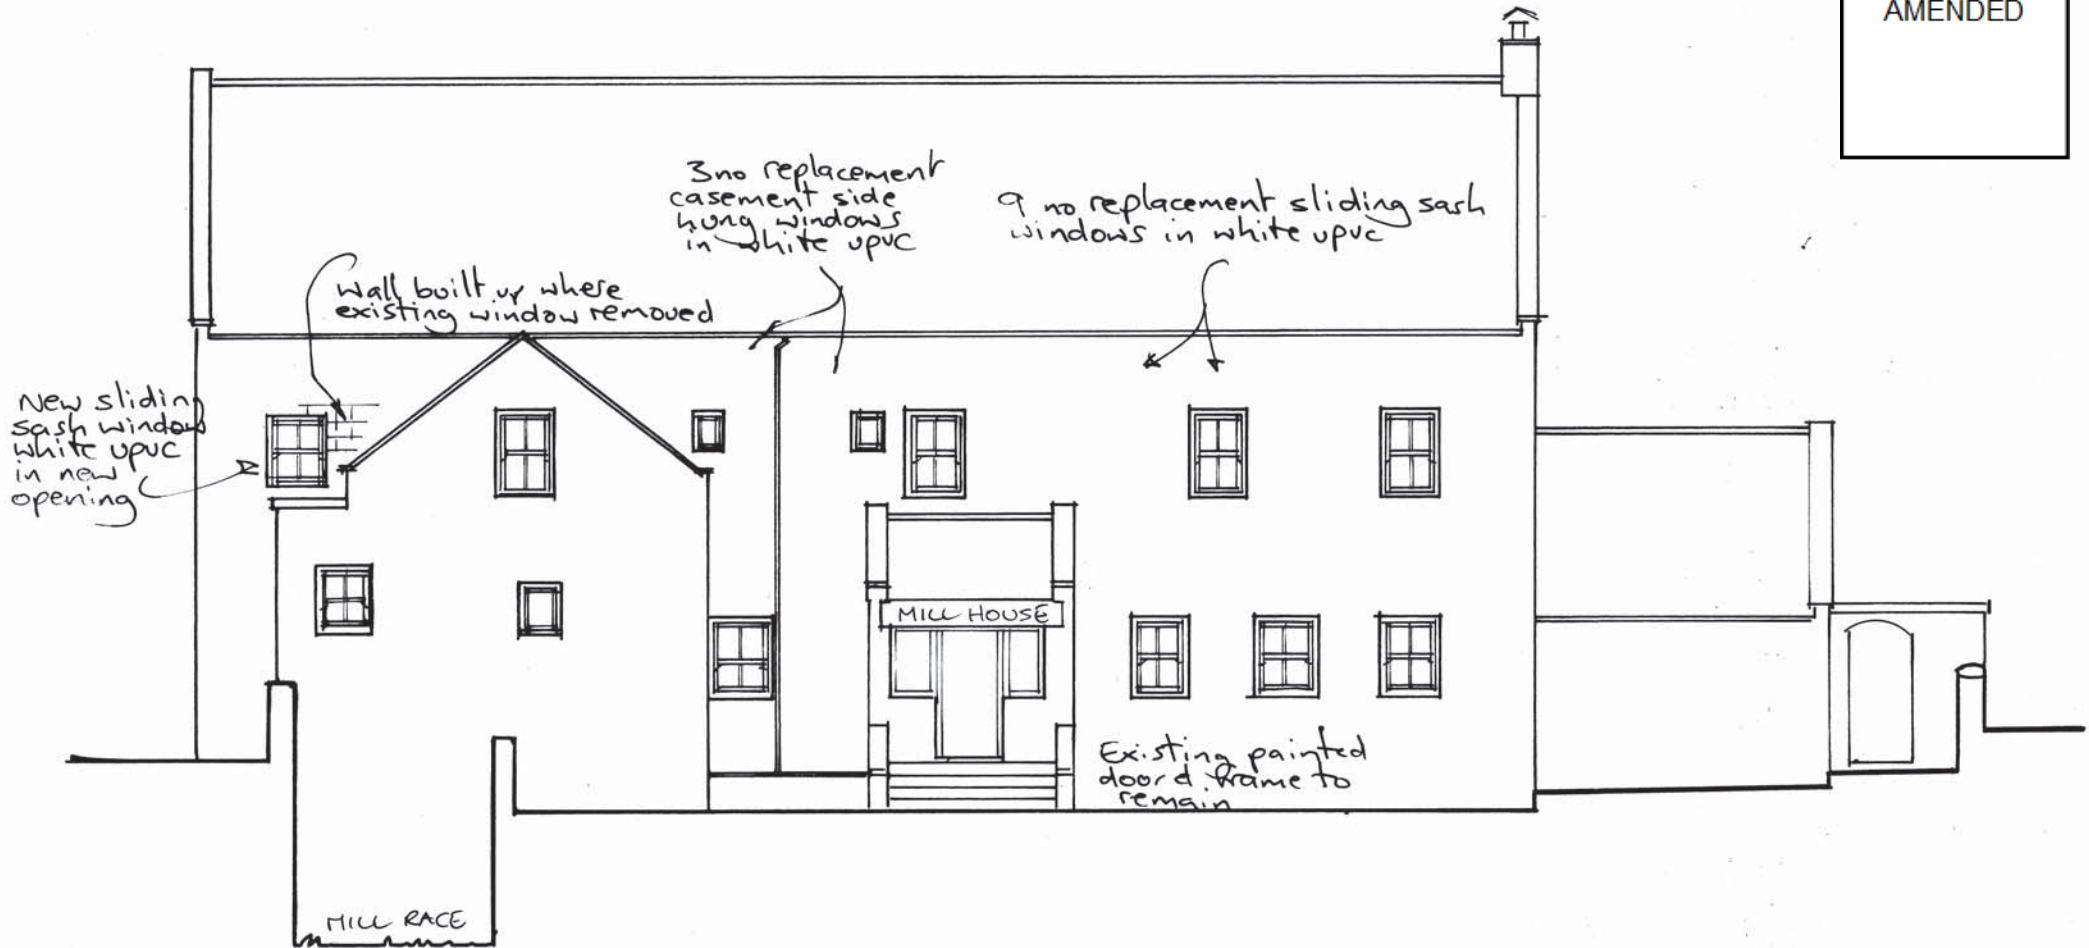 AMENDED
3no replacement
casement side
hung windows
in white upvc
9 no replacement sliding sash
windows in white upvc
Wall built up where
existing window removed
New sliding
sash window
white upvc
in new
opening
MILL HOUSE
Existing painted
door & frame to
remain
MILL RACE